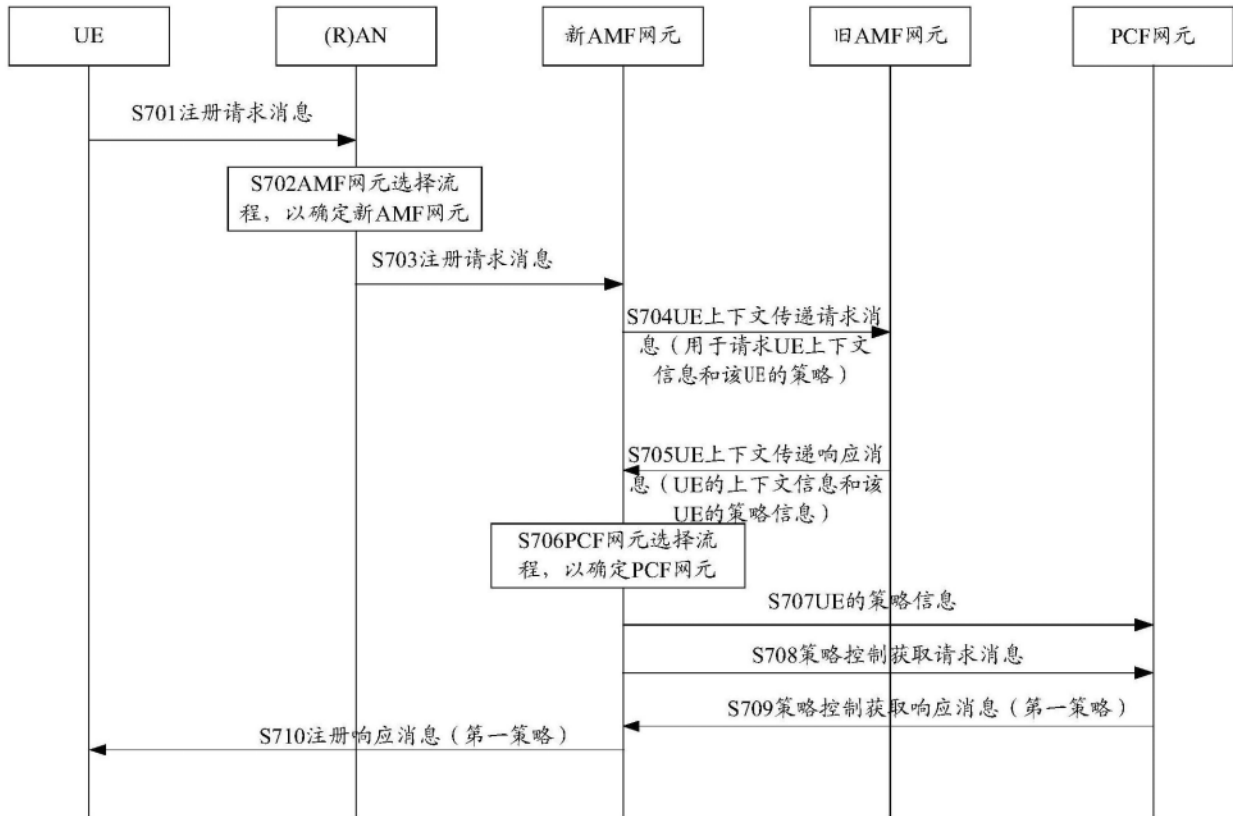 UE
(R)AN
新AMF网元
旧AMF网元
PCF网元
S701注册请求消息
S702AMF网元选择流
程，以确定新AMF网元
S703注册请求消息
S704UE上下文传递请求消
息（用于请求UE上下文
信息和该UE的策略）
S705UE上下文传递响应消
息（UE的上下文信息和该
UE的策略信息）
S706PCF网元选择流
程，以确定PCF网元
S707UE的策略信息
S708策略控制获取请求消息
S709策略控制获取响应消息（第一策略）
S710注册响应消息（第一策略）